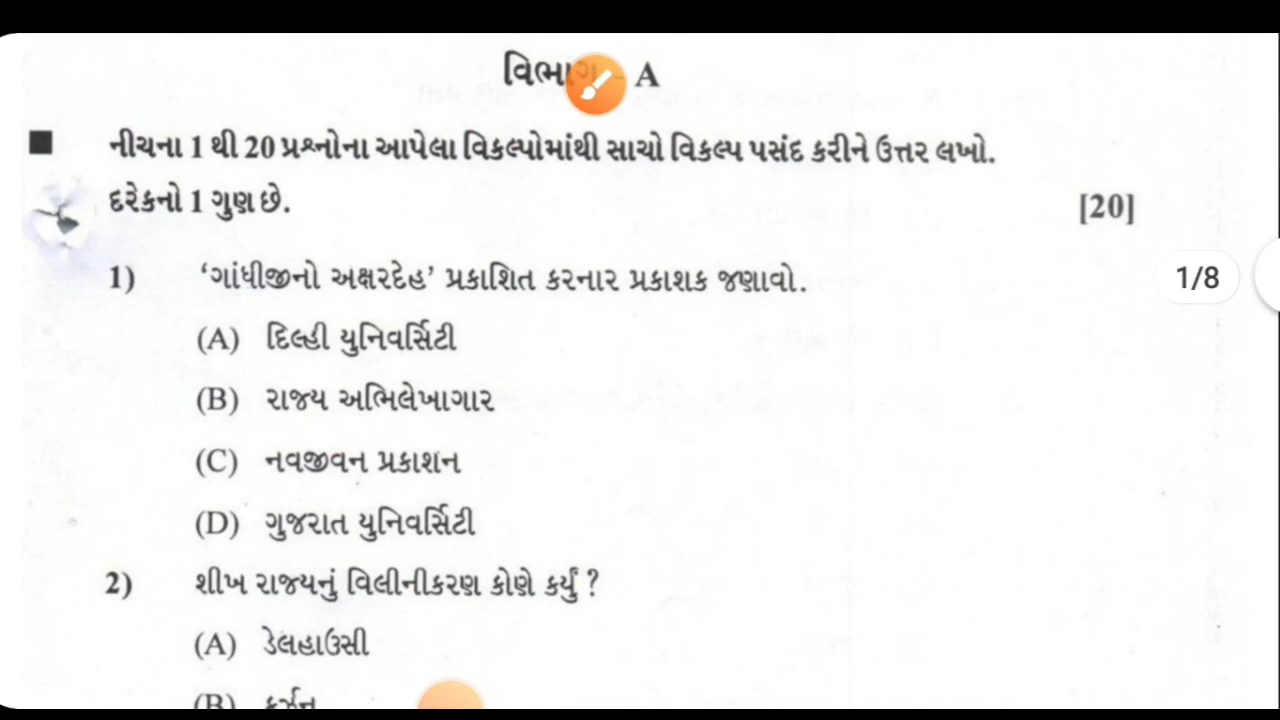 વિભાગ - A
નીચના 1 થી 20 પ્રશ્નોના આપેલા વિકલ્પોમાંથી સાચો વિકલ્પ પસંદ કરીને ઉત્તર લખો.
દરેકનો 1 ગુણ છે. [20]
1) ‘ગાંધીજીનો અક્ષરદેહ’ પ્રકાશિત કરનાર પ્રકાશક જણાવો.
1/8
(A) દિલ્હી યુનિવર્સિટી
(B) રાજ્ય અભિલેખાગાર
(C) નવજીવન પ્રકાશન
(D) ગુજરાત યુનિવર્સિટી
2) શીખ રાજ્યનું વિલીનીકરણ કોણે કર્યું ?
(A) ડેલહાઉસી
(B) કર્ઝન